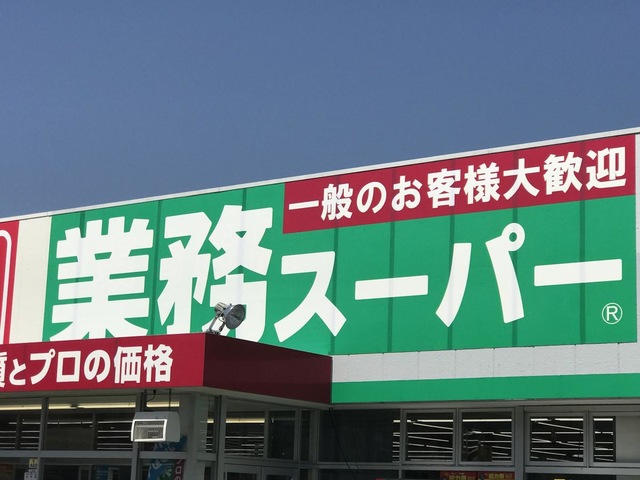 一般のお客様大歓迎
業務スーパー
®
質とプロの価格